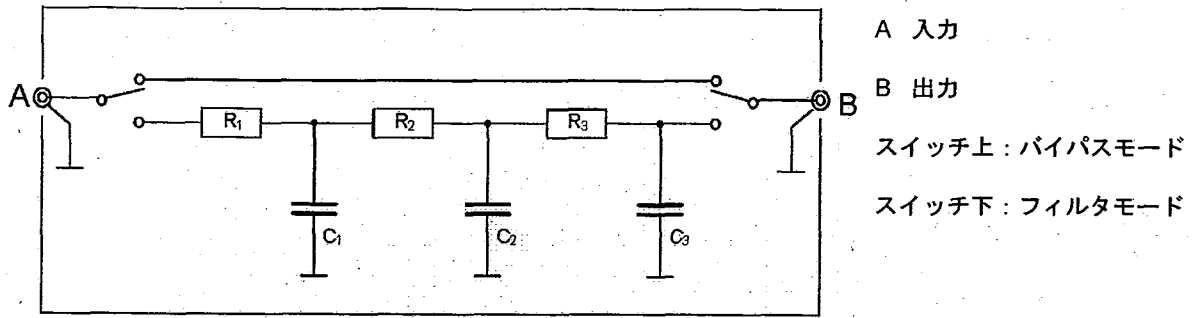 A 入力
B 出力
スイッチ上：バイパスモード
スイッチ下：フィルタモード
A
B
R1
R2
R3
C1
C2
C3